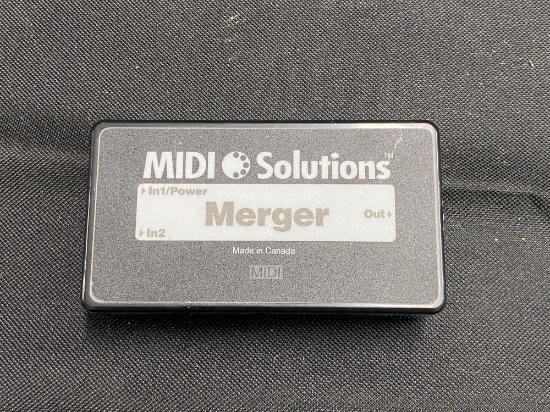 MIDI Solutions™
In1/Power
Merger
Out
In2
Made in Canada
MIDI